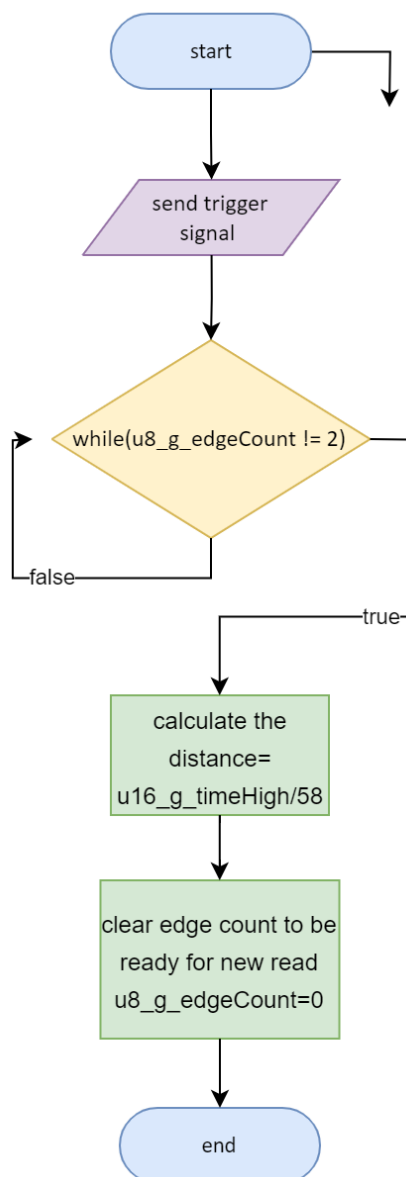 start
send trigger
signal
while(u8_g_edgeCount != 2)
false
true
calculate the
distance=
u16_g_timeHigh/58
clear edge count to be
ready for new read
u8_g_edgeCount=0
end